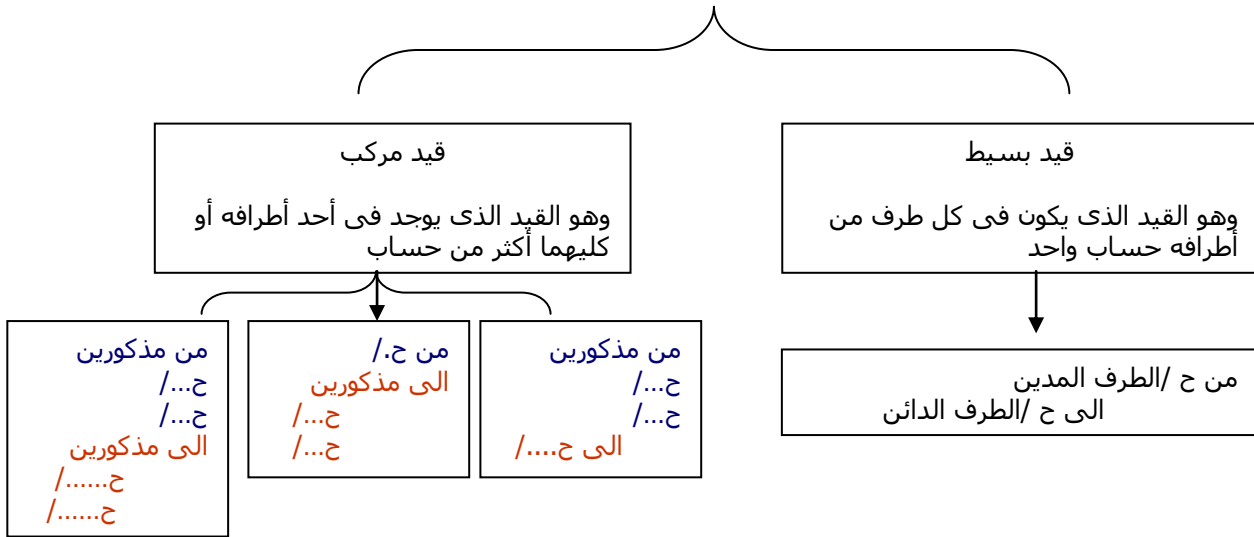 قيد بسيط
وهو القيد الذى يكون فى كل طرف من
أطرافه حساب واحد
من ح /الطرف المدين
الى ح /الطرف الدائن
قيد مركب
وهو القيد الذى يوجد فى أحد أطرافه أو
كليهما أكثر من حساب
من مذكورين
ح.../
ح.../
الى ح..../
من ح./
الى مذكورين
ح.../
ح.../
من مذكورين
ح.../
ح.../
الى مذكورين
ح....../
ح....../